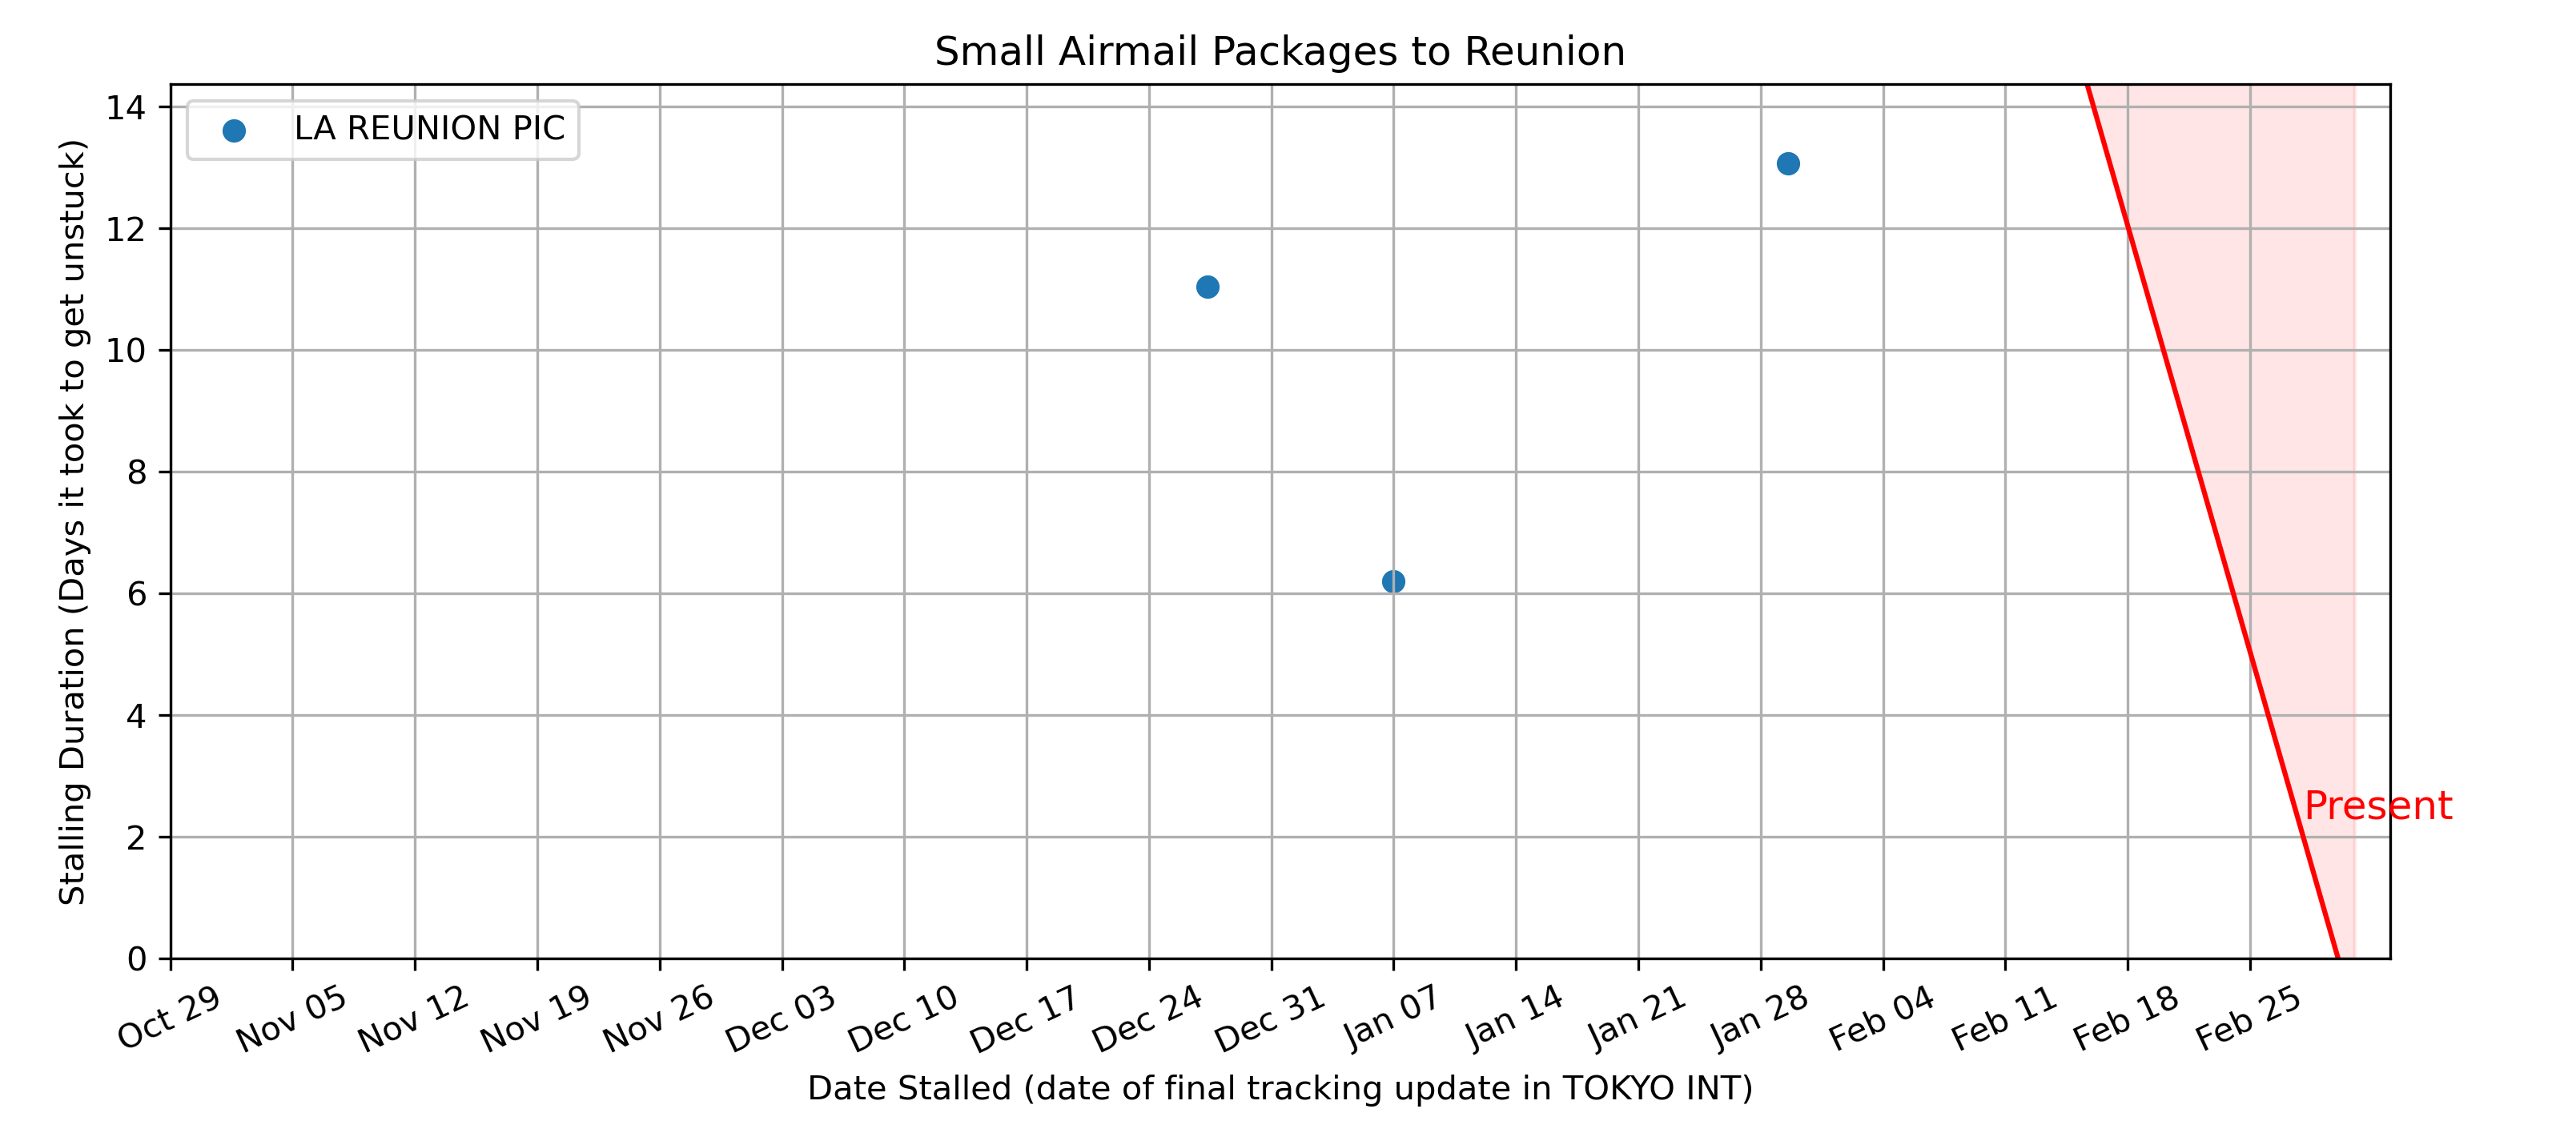 Small Airmail Packages to Reunion
LA REUNION PIC
Stalling Duration (Days it took to get unstuck)
14
12
10
8
6
4
2
0
Present
Oct 29
Nov 05
Nov 12
Nov 19
Nov 26
Dec 03
Dec 10
Dec 17
Dec 24
Dec 31
Jan 07
Jan 14
Jan 21
Jan 28
Feb 04
Feb 11
Feb 18
Feb 25
Date Stalled (date of final tracking update in TOKYO INT)